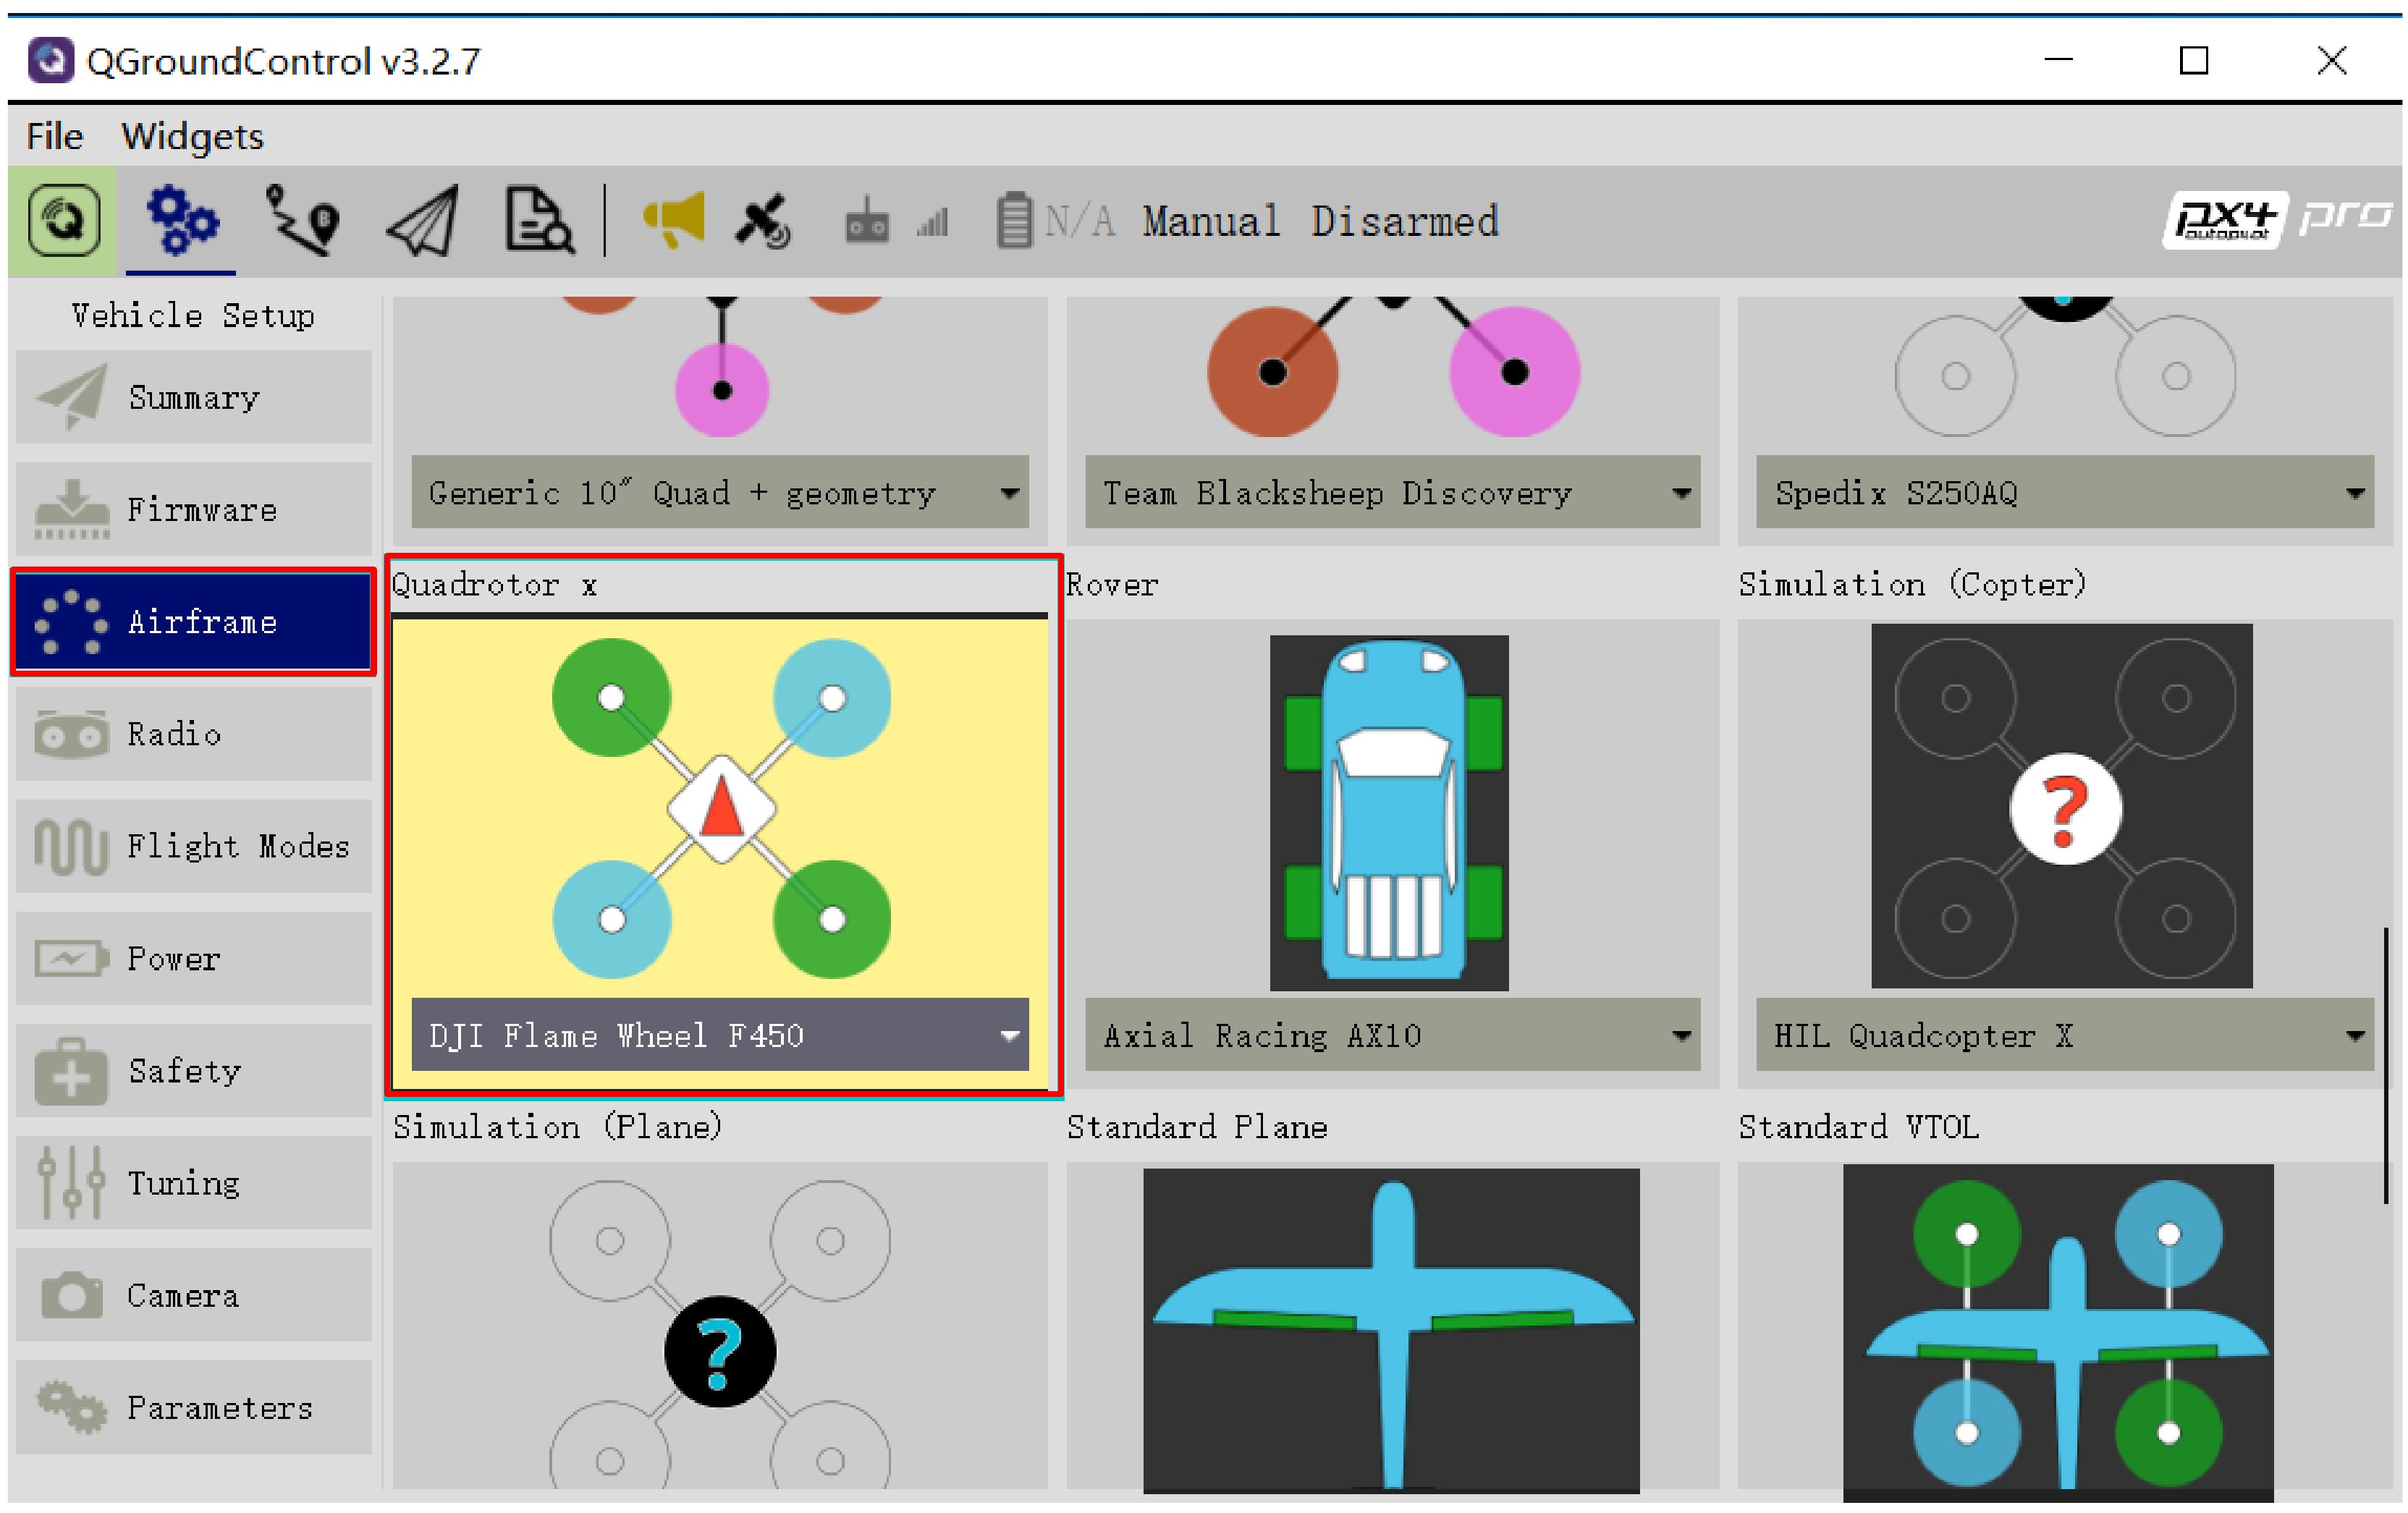 QGroundControl v3.2.7
File Widgets
N/A Manual Disarmed
px4 autopilot pro
Vehicle Setup
Summary
Firmware
Airframe
Radio
Flight Modes
Power
Safety
Tuning
Camera
Parameters
Generic 10″ Quad + geometry
Team Blacksheep Discovery
Spedix S250AQ
Quadrotor x
Rover
Simulation (Copter)
?
DJI Flame Wheel F450
Axial Racing AX10
HIL Quadcopter X
Simulation (Plane)
Standard Plane
Standard VTOL
?